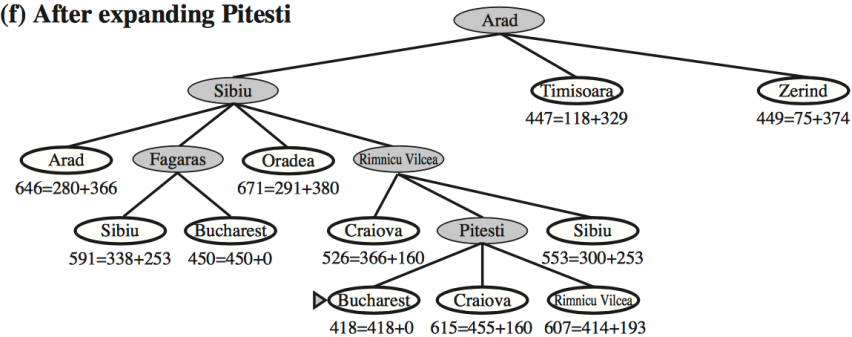 (f) After expanding Pitesti
Arad
Sibiu
Timisoara
Zerind
447=118+329
449=75+374
Arad
Fagaras
Oradea
Rimnicu Vilcea
646=280+366
671=291+380
Sibiu
Bucharest
Craiova
Pitesti
Sibiu
591=338+253
450=450+0
526=366+160
553=300+253
Bucharest
Craiova
Rimnicu Vilcea
418=418+0
615=455+160
607=414+193